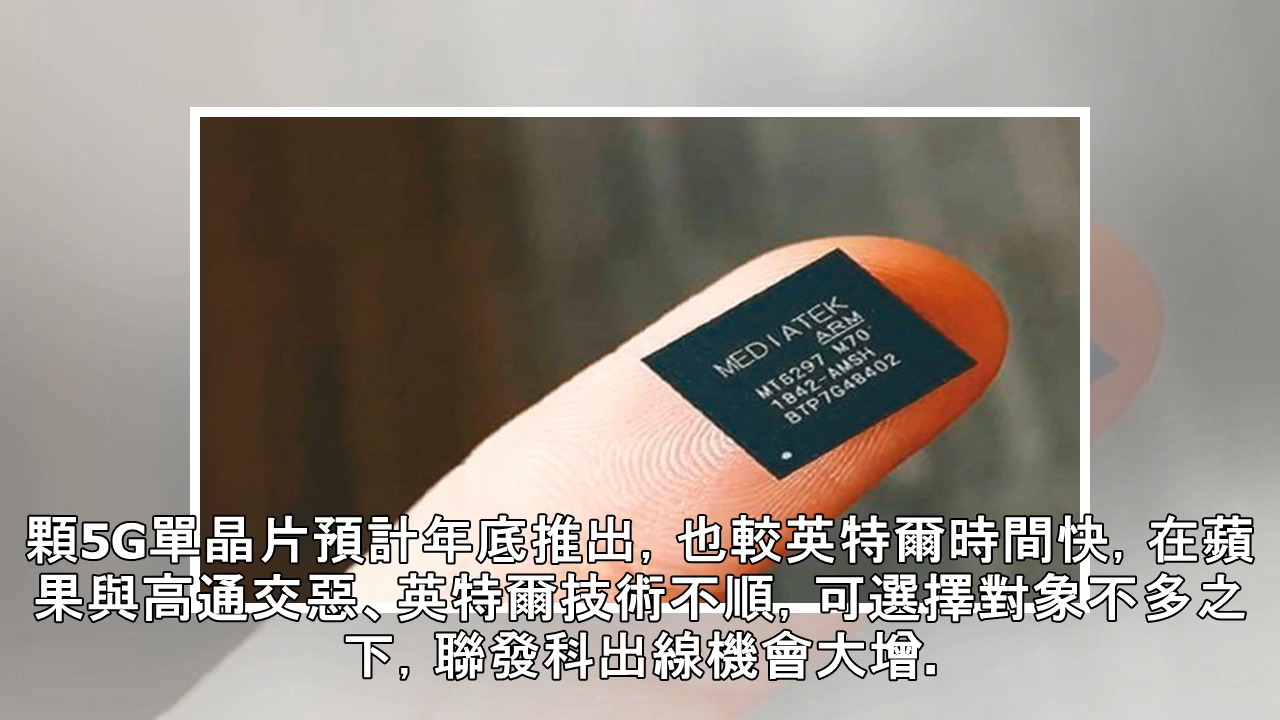 MEDIATEK
ARM
MT6297 M70
1842-AMSH
BTP7G48402
顆5G單晶片預計年底推出, 也較英特爾時間快, 在蘋
果與高通交惡、英特爾技術不順, 可選擇對象不多之
下, 聯發科出線機會大增.